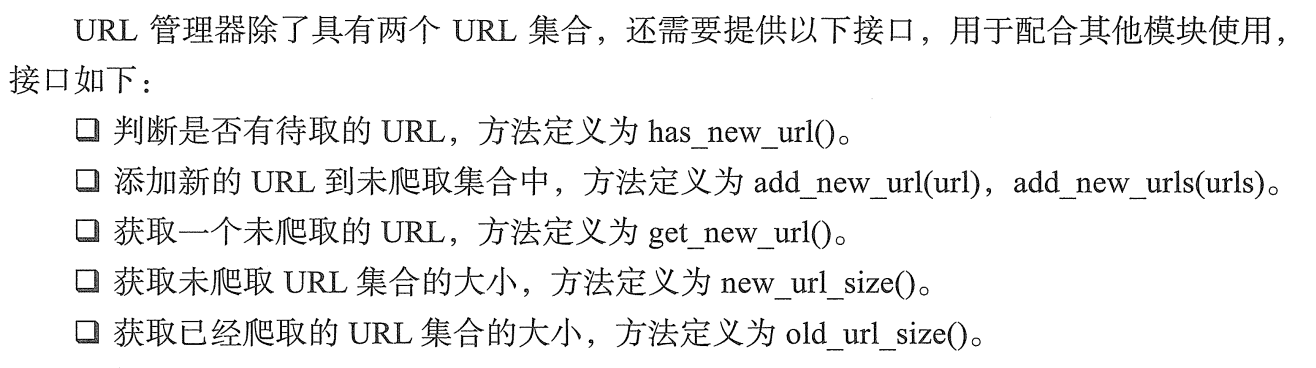 URL 管理器除了具有两个 URL 集合，还需要提供以下接口，用于配合其他模块使用，
接口如下：
❑ 判断是否有待取的 URL，方法定义为 has_new_url()。
❑ 添加新的 URL 到未爬取集合中，方法定义为 add_new_url(url)，add_new_urls(urls)。
❑ 获取一个未爬取的 URL，方法定义为 get_new_url()。
❑ 获取未爬取 URL 集合的大小，方法定义为 new_url_size()。
❑ 获取已经爬取的 URL 集合的大小，方法定义为 old_url_size()。